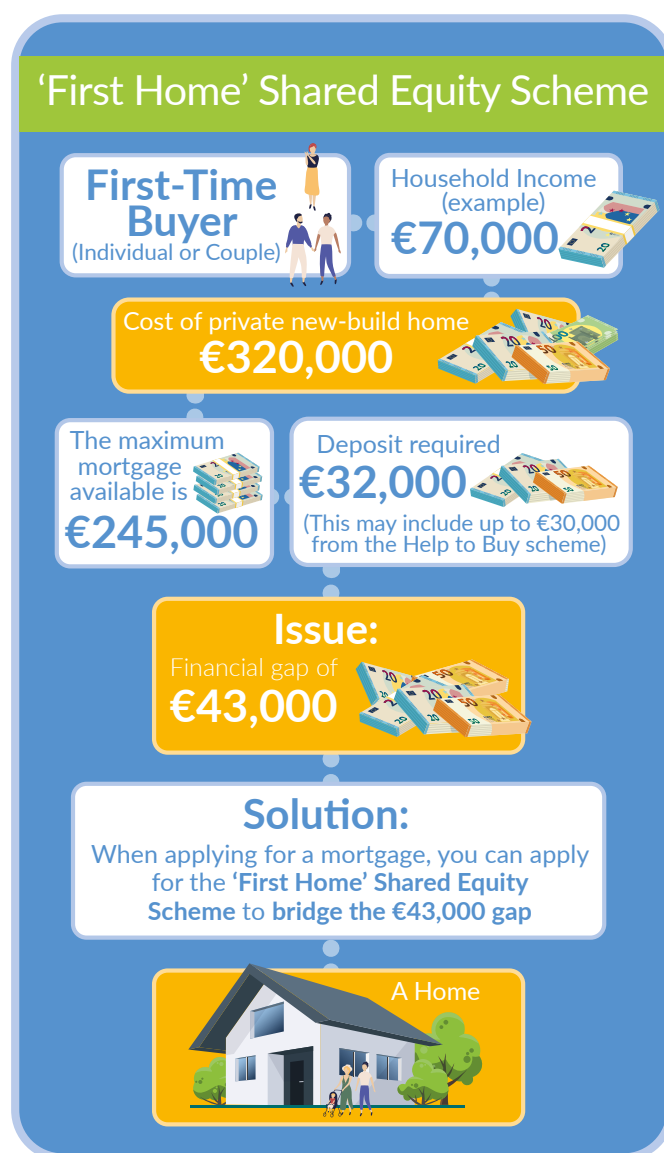 ‘First Home’ Shared Equity Scheme
First-Time
Buyer
(Individual or Couple)
Household Income
(example)
€70,000
Cost of private new-build home
€320,000
The maximum
mortgage
available is
€245,000
Deposit required
€32,000
(This may include up to €30,000
from the Help to Buy scheme)
Issue:
Financial gap of
€43,000
Solution:
When applying for a mortgage, you can apply
for the ‘First Home’ Shared Equity
Scheme to bridge the €43,000 gap
A Home